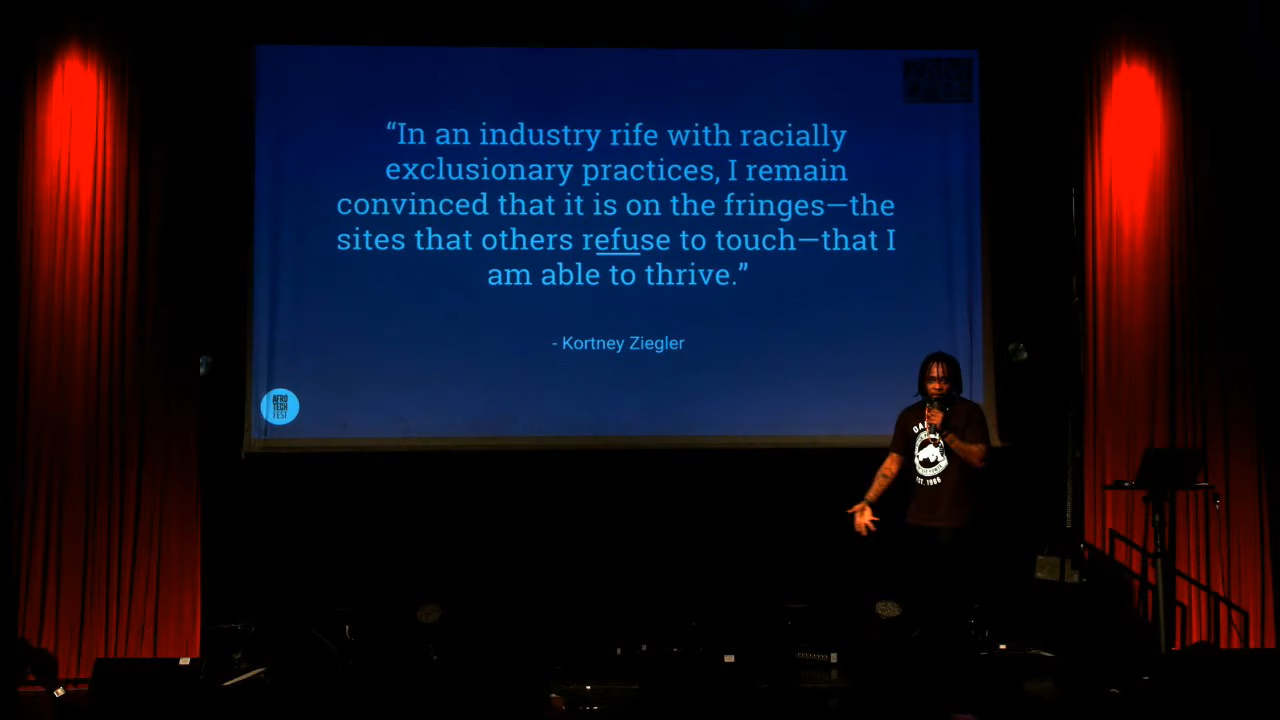 “In an industry rife with racially
exclusionary practices, I remain
convinced that it is on the fringes—the
sites that others refuse to touch—that I
am able to thrive.”
- Kortney Ziegler
AFRO
TECH
FEST
EST. 1966